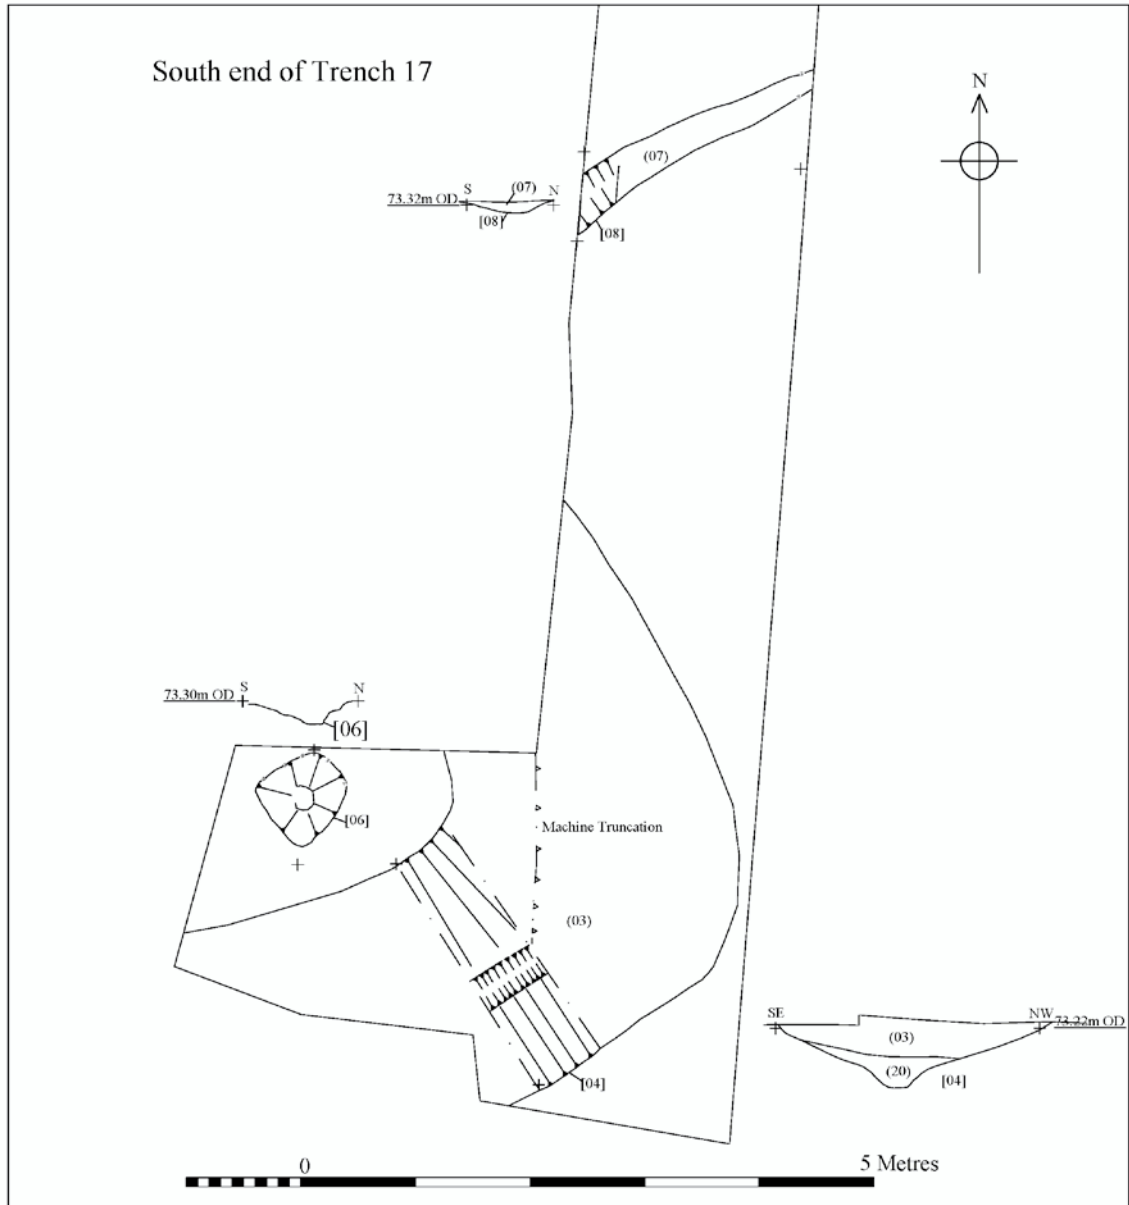 South end of Trench 17
N
(07)
S (07) N
73.32m OD
[08]
[08]
S N
73.30m OD
[06]
[06]
Machine Truncation
(03)
SE NW
73.22m OD
(03)
(20)
[04]
[04]
0 5 Metres